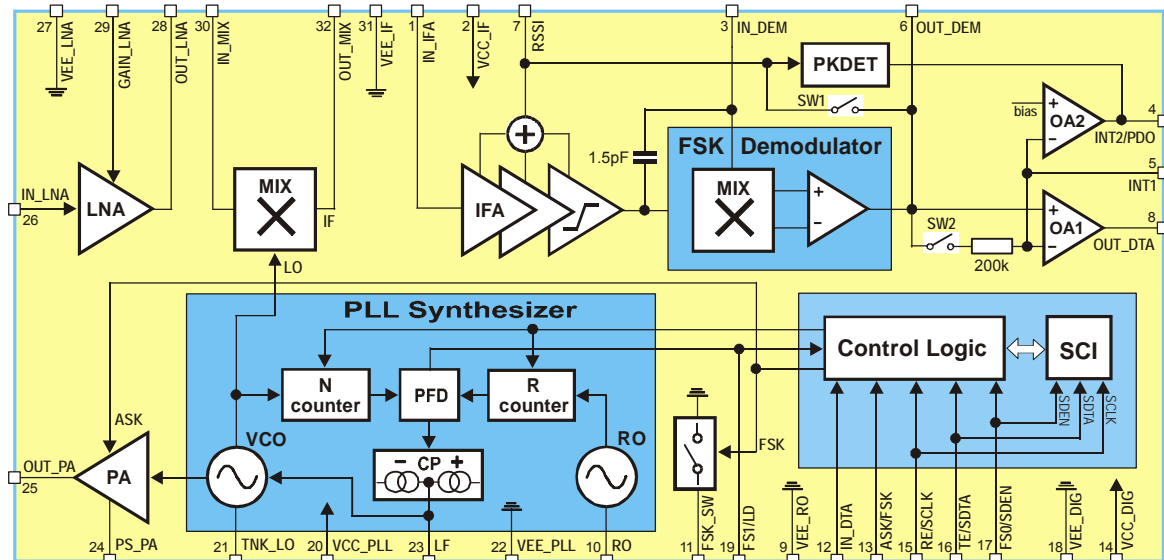 27 29 28 30 32 31 1 2 7 3 6
VEE_LNA
GAIN_LNA
OUT_LNA
IN_MIX
OUT_MIX
VEE_IF
IN_IFA
VCC_IF
RSSI
IN_DEM
OUT_DEM
PKDET
SW1
bias
+
−
OA2
4
INT2/PDO
+
1.5pF
FSK Demodulator
5
INT1
IN_LNA
26
LNA
MIX
IF
IFA
MIX
+
−
SW2
200k
+
−
OA1
8
OUT_DTA
LO
PLL Synthesizer
N
counter
PFD
R
counter
Control Logic
SCI
SDEN
SDTA
SCLK
ASK
VCO
− CP +
RO
FSK
OUT_PA
25
PA
24
PS_PA
21
TNK_LO
20
VCC_PLL
23
LF
22
VEE_PLL
10
RO
11
FSK_SW
19
FS1/LD
9
VEE_RO
12
IN_DTA
13
ASK/FSK
15
RE/SCLK
16
TE/SDTA
17
FS0/SDEN
18
VEE_DIG
14
VCC_DIG